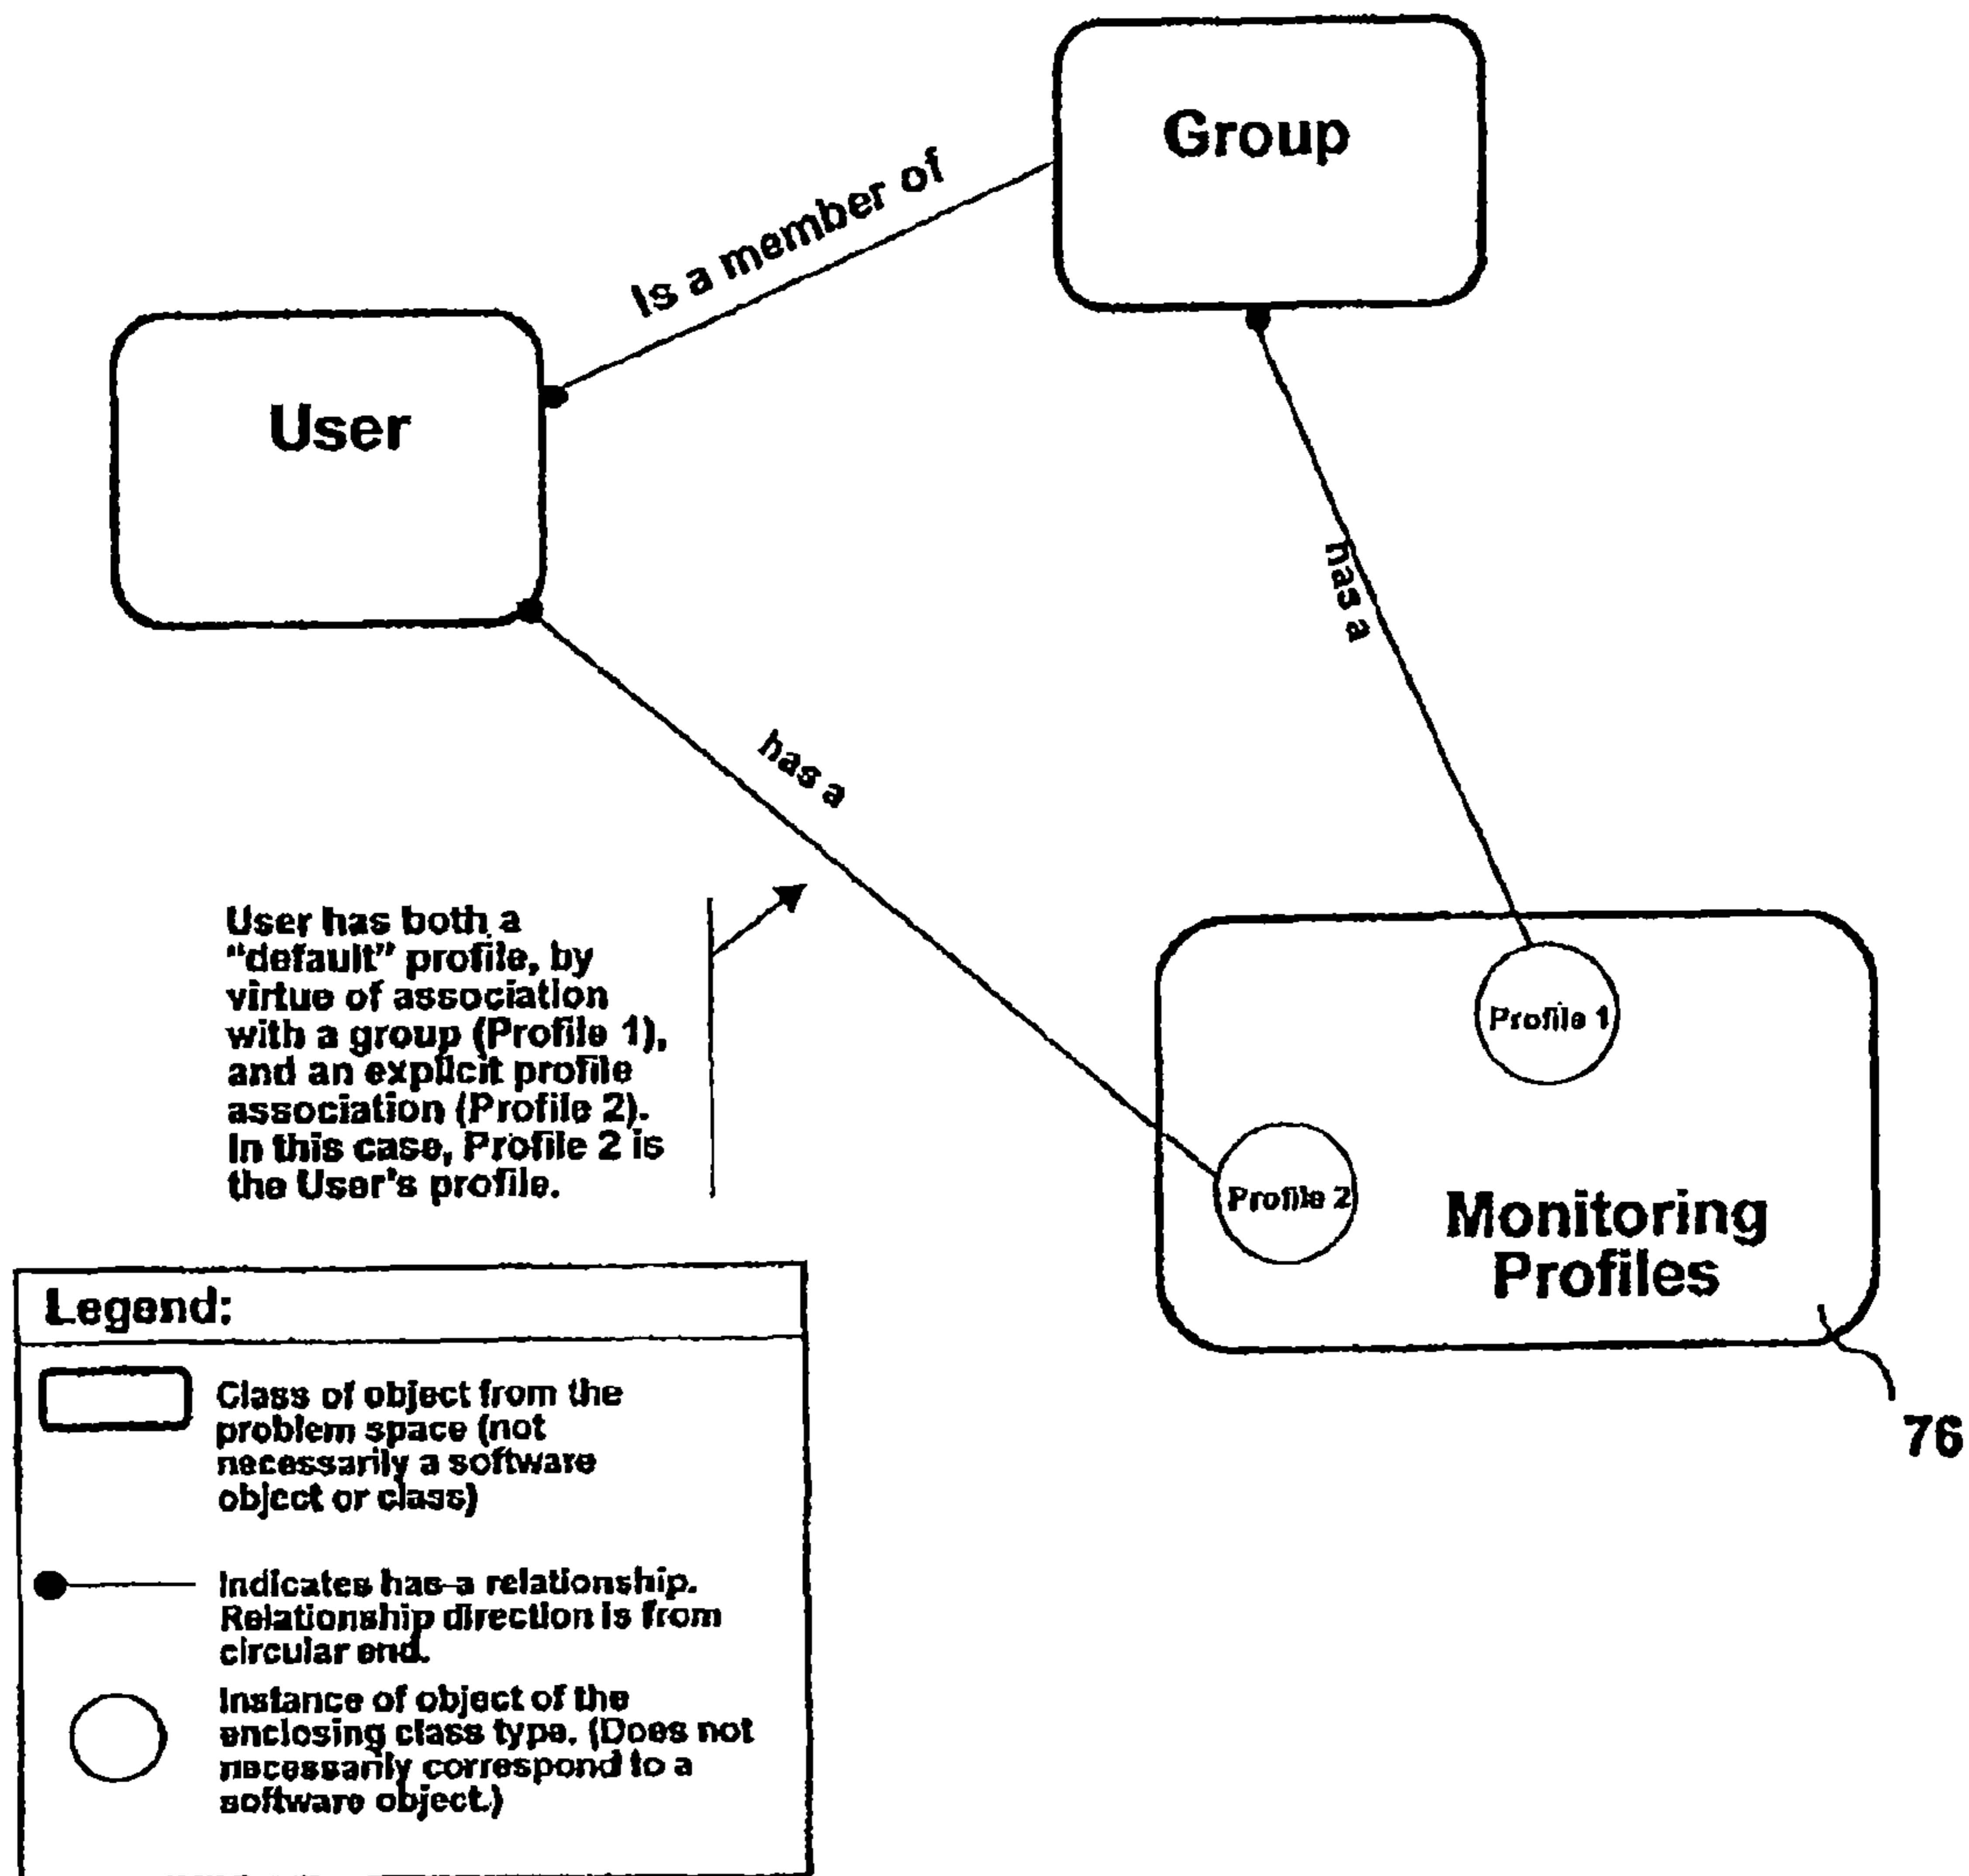 Group
Is a member of
User
has a
has a
User has both a
"default" profile, by
virtue of association
with a group (Profile 1),
and an explicit profile
association (Profile 2).
In this case, Profile 2 is
the User's profile.
Profile 1
Profile 2
Monitoring
Profiles
76
Legend:
Class of object from the
problem space (not
necessarily a software
object or class)
Indicates has-a relationship.
Relationship direction is from
circular end.
Instance of object of the
enclosing class type. (Does not
necessarily correspond to a
software object.)